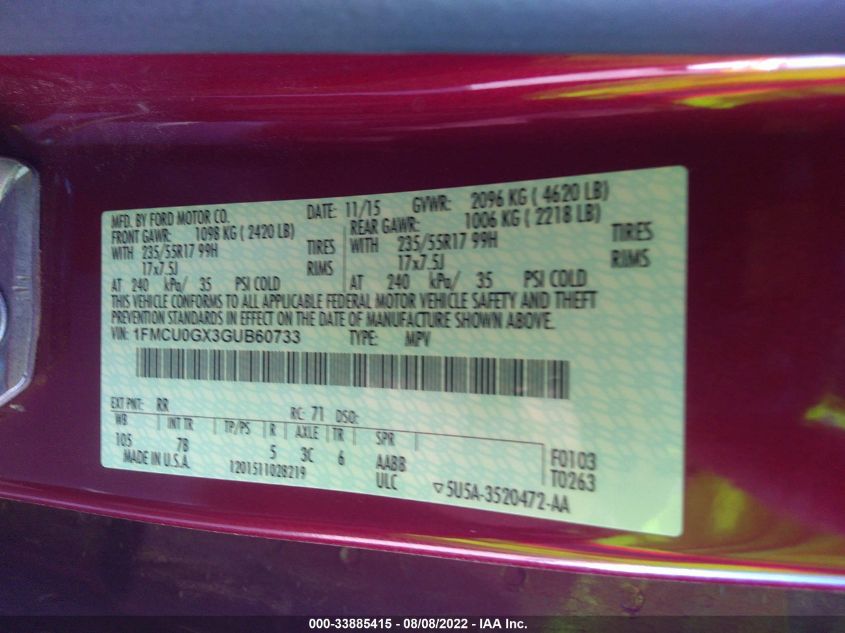 MFD. BY FORD MOTOR CO. DATE: 11/15 GVWR: 2096 KG ( 4620 LB)
FRONT GAWR: 1098 KG ( 2420 LB) REAR GAWR: 1006 KG ( 2218 LB)
WITH 235/55R17 99H TIRES WITH 235/55R17 99H TIRES
17x7.5J RIMS 17x7.5J RIMS
AT 240 kPa/ 35 PSI COLD AT 240 kPa/ 35 PSI COLD
THIS VEHICLE CONFORMS TO ALL APPLICABLE FEDERAL MOTOR VEHICLE SAFETY AND THEFT
PREVENTION STANDARDS IN EFFECT ON THE DATE OF MANUFACTURE SHOWN ABOVE.
VIN: 1FMCU0GX3GUB60733 TYPE: MPV
EXT PNT: RR RC: 71 DSO:
WB INT TR TP/PS R AXLE TR SPR
105 7B 5 3C 6 AABB F0103
MADE IN U.S.A. 1201511028219 ULC T0263
5U5A-3520472-AA
000-33885415 - 08/08/2022 - IAA Inc.